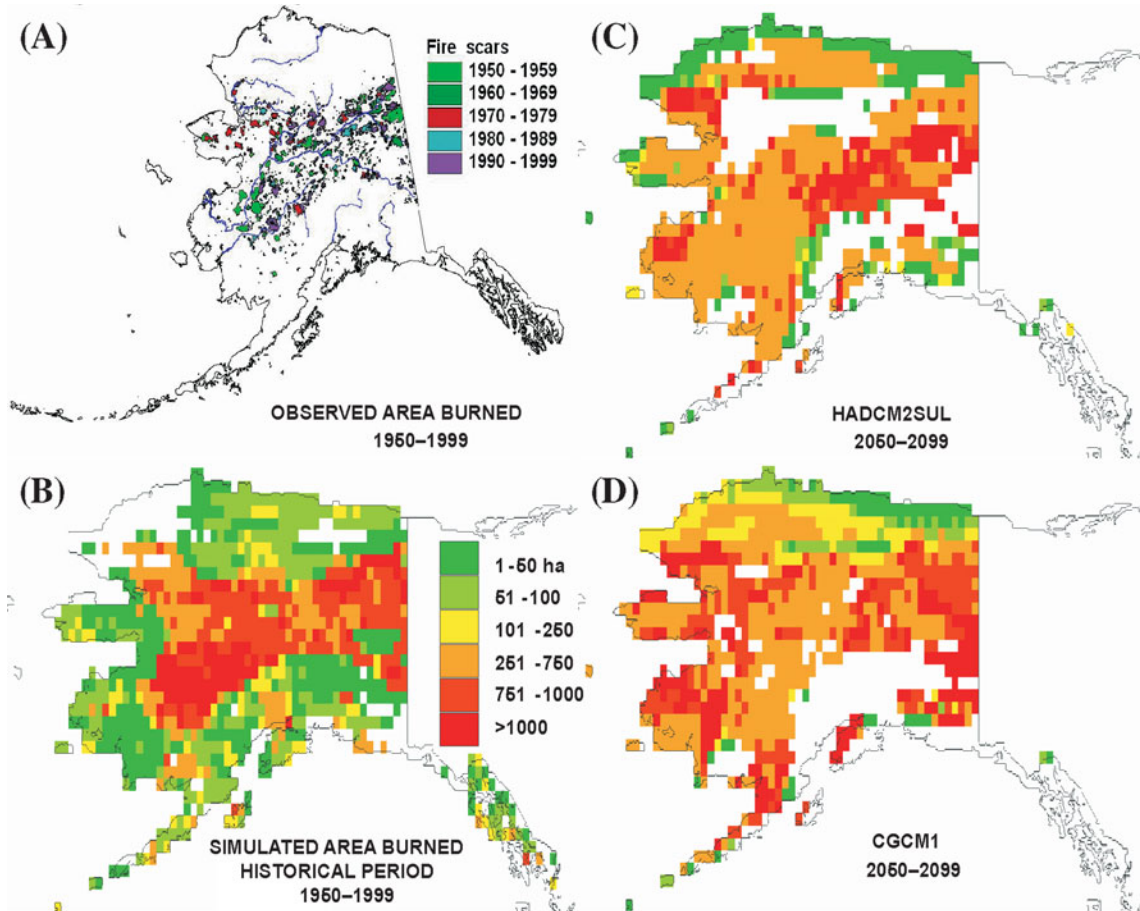 (A)
Fire scars
1950 - 1959
1960 - 1969
1970 - 1979
1980 - 1989
1990 - 1999
OBSERVED AREA BURNED
1950–1999
(C)
HADCM2SUL
2050–2099
(B)
1 -50 ha
51 -100
101 -250
251 -750
751 -1000
>1000
SIMULATED AREA BURNED
HISTORICAL PERIOD
1950–1999
(D)
CGCM1
2050–2099